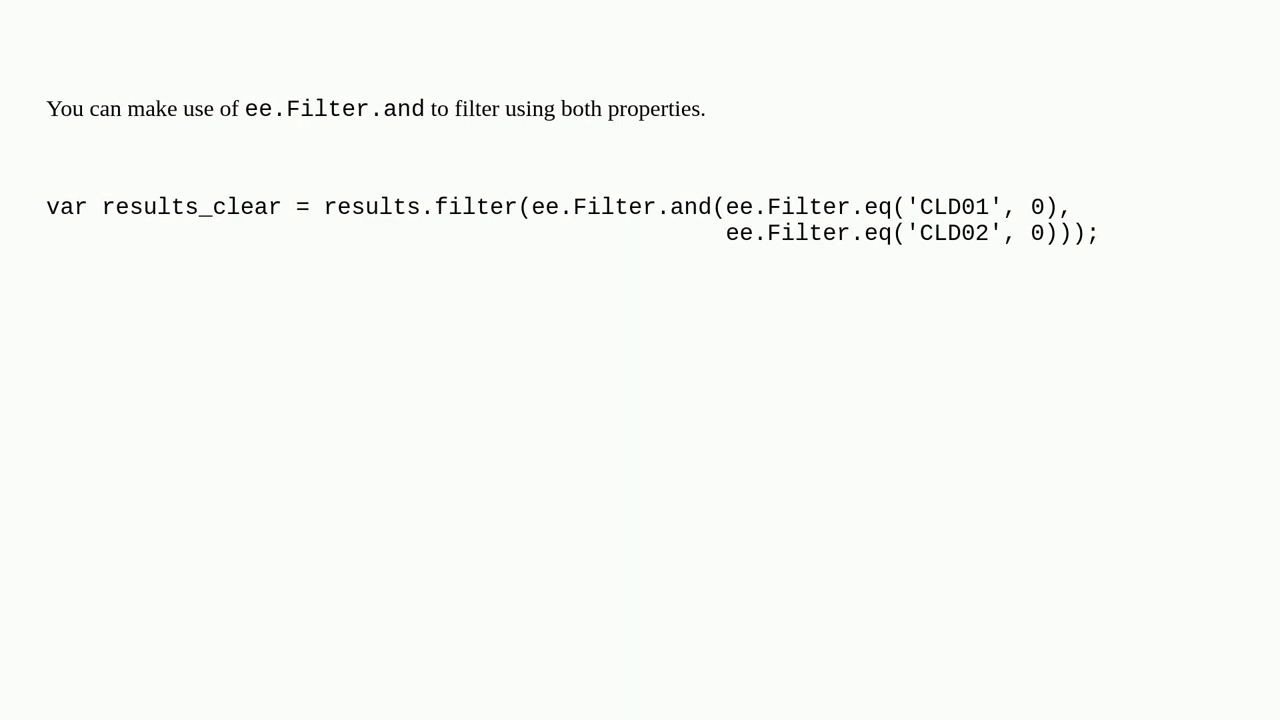 You can make use of ee.Filter.and to filter using both properties.
var results_clear = results.filter(ee.Filter.and(ee.Filter.eq('CLD01', 0),
ee.Filter.eq('CLD02', 0)));